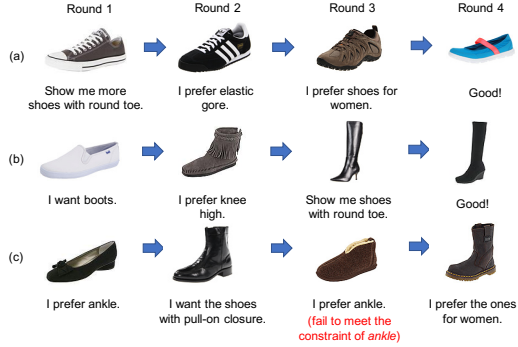 Round 1 Round 2 Round 3 Round 4
(a)
Show me more
shoes with round toe.
I prefer elastic
gore.
I prefer shoes for
women.
Good!
(b)
I want boots.
I prefer knee
high.
Show me shoes
with round toe.
Good!
(c)
I prefer ankle.
I want the shoes
with pull-on closure.
I prefer ankle.
(fail to meet the
constraint of ankle)
I prefer the ones
for women.